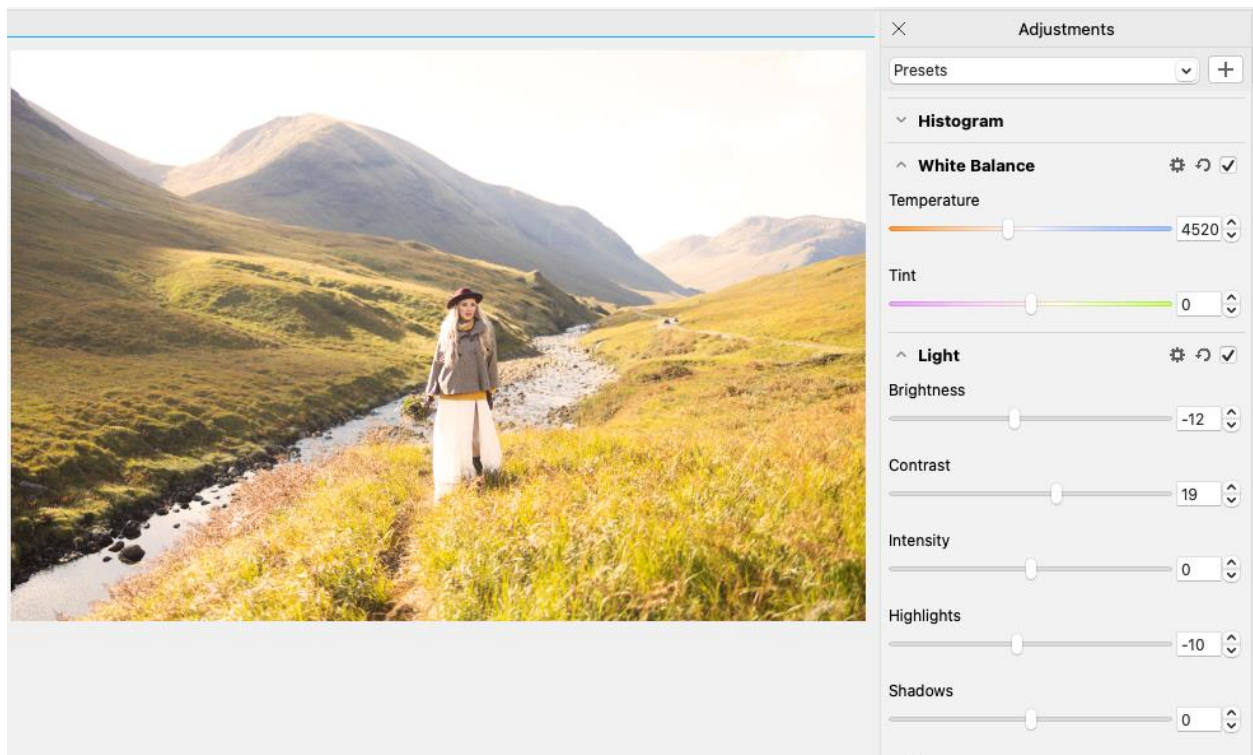 Adjustments
Presets
Histogram
White Balance
Temperature
4520
Tint
0
Light
Brightness
-12
Contrast
19
Intensity
0
Highlights
-10
Shadows
0